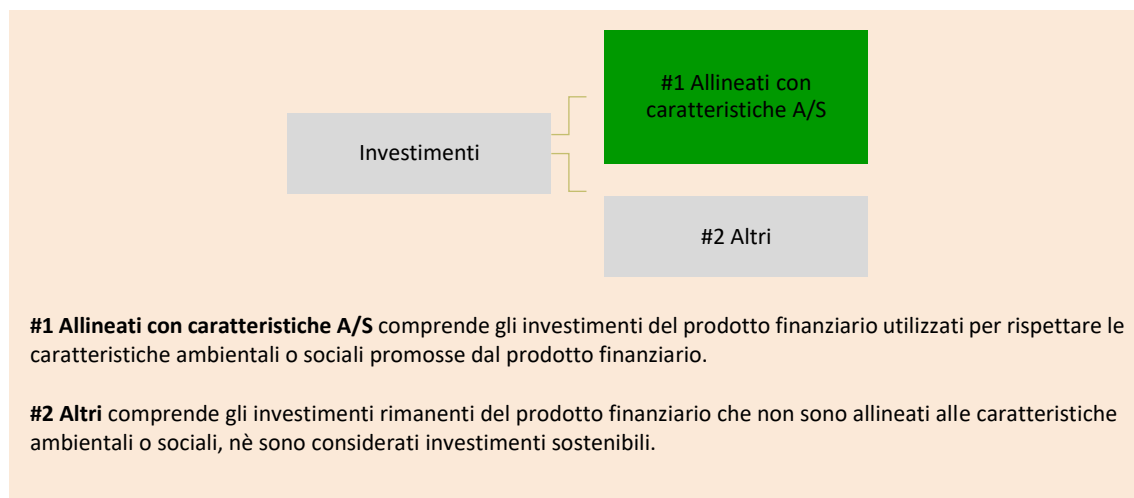 #1 Allineati con
caratteristiche A/S
Investimenti
#2 Altri
#1 Allineati con caratteristiche A/S comprende gli investimenti del prodotto finanziario utilizzati per rispettare le
caratteristiche ambientali o sociali promosse dal prodotto finanziario.
#2 Altri comprende gli investimenti rimanenti del prodotto finanziario che non sono allineati alle caratteristiche
ambientali o sociali, nè sono considerati investimenti sostenibili.